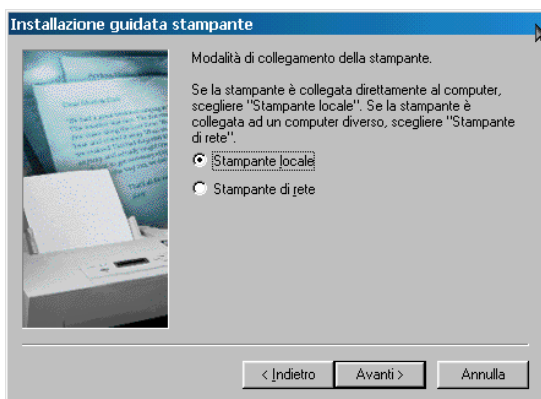 Installazione guidata stampante
Modalità di collegamento della stampante.
Se la stampante è collegata direttamente al computer,
scegliere "Stampante locale". Se la stampante è
collegata ad un computer diverso, scegliere "Stampante
di rete".
Stampante locale
Stampante di rete
< Indietro
Avanti >
Annulla